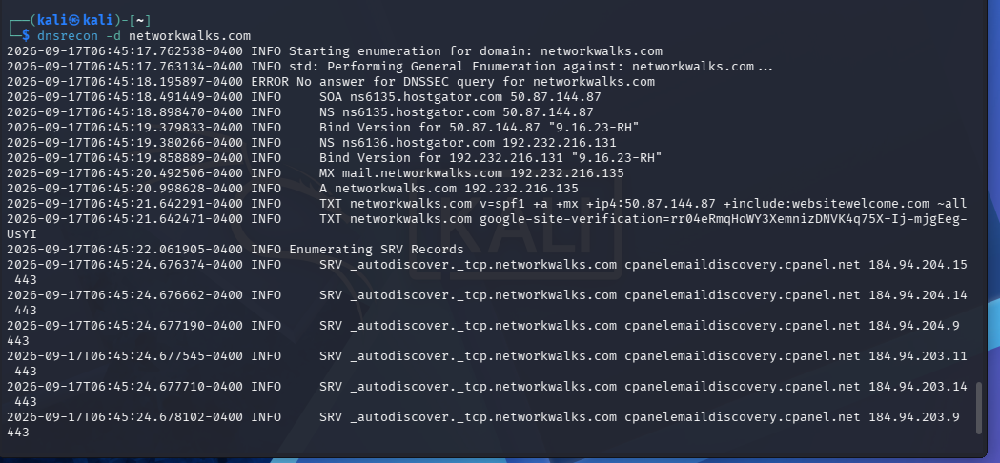 ┌──(kali㉿kali)-[~]
└─$ dnsrecon -d networkwalks.com
2026-09-17T06:45:17.762538-0400 INFO Starting enumeration for domain: networkwalks.com
2026-09-17T06:45:17.763134-0400 INFO std: Performing General Enumeration against: networkwalks.com...
2026-09-17T06:45:18.195897-0400 ERROR No answer for DNSSEC query for networkwalks.com
2026-09-17T06:45:18.491449-0400 INFO     SOA ns6135.hostgator.com 50.87.144.87
2026-09-17T06:45:18.898470-0400 INFO     NS ns6135.hostgator.com 50.87.144.87
2026-09-17T06:45:19.379833-0400 INFO     Bind Version for 50.87.144.87 "9.16.23-RH"
2026-09-17T06:45:19.380266-0400 INFO     NS ns6136.hostgator.com 192.232.216.131
2026-09-17T06:45:19.858889-0400 INFO     Bind Version for 192.232.216.131 "9.16.23-RH"
2026-09-17T06:45:20.492506-0400 INFO     MX mail.networkwalks.com 192.232.216.135
2026-09-17T06:45:20.998628-0400 INFO     A networkwalks.com 192.232.216.135
2026-09-17T06:45:21.642291-0400 INFO     TXT networkwalks.com v=spf1 +a +mx +ip4:50.87.144.87 +include:websitewelcome.com ~all
2026-09-17T06:45:21.642471-0400 INFO     TXT networkwalks.com google-site-verification=rr04eRmqHoWY3XemnizDNVK4q75X-Ij-mjgEeg-
UsYI
2026-09-17T06:45:22.061905-0400 INFO Enumerating SRV Records
2026-09-17T06:45:24.676374-0400 INFO     SRV _autodiscover._tcp.networkwalks.com cpanelemaildiscovery.cpanel.net 184.94.204.15
 443
2026-09-17T06:45:24.676662-0400 INFO     SRV _autodiscover._tcp.networkwalks.com cpanelemaildiscovery.cpanel.net 184.94.204.14
 443
2026-09-17T06:45:24.677190-0400 INFO     SRV _autodiscover._tcp.networkwalks.com cpanelemaildiscovery.cpanel.net 184.94.204.9
443
2026-09-17T06:45:24.677545-0400 INFO     SRV _autodiscover._tcp.networkwalks.com cpanelemaildiscovery.cpanel.net 184.94.203.11
 443
2026-09-17T06:45:24.677710-0400 INFO     SRV _autodiscover._tcp.networkwalks.com cpanelemaildiscovery.cpanel.net 184.94.203.14
 443
2026-09-17T06:45:24.678102-0400 INFO     SRV _autodiscover._tcp.networkwalks.com cpanelemaildiscovery.cpanel.net 184.94.203.9
443
KALI